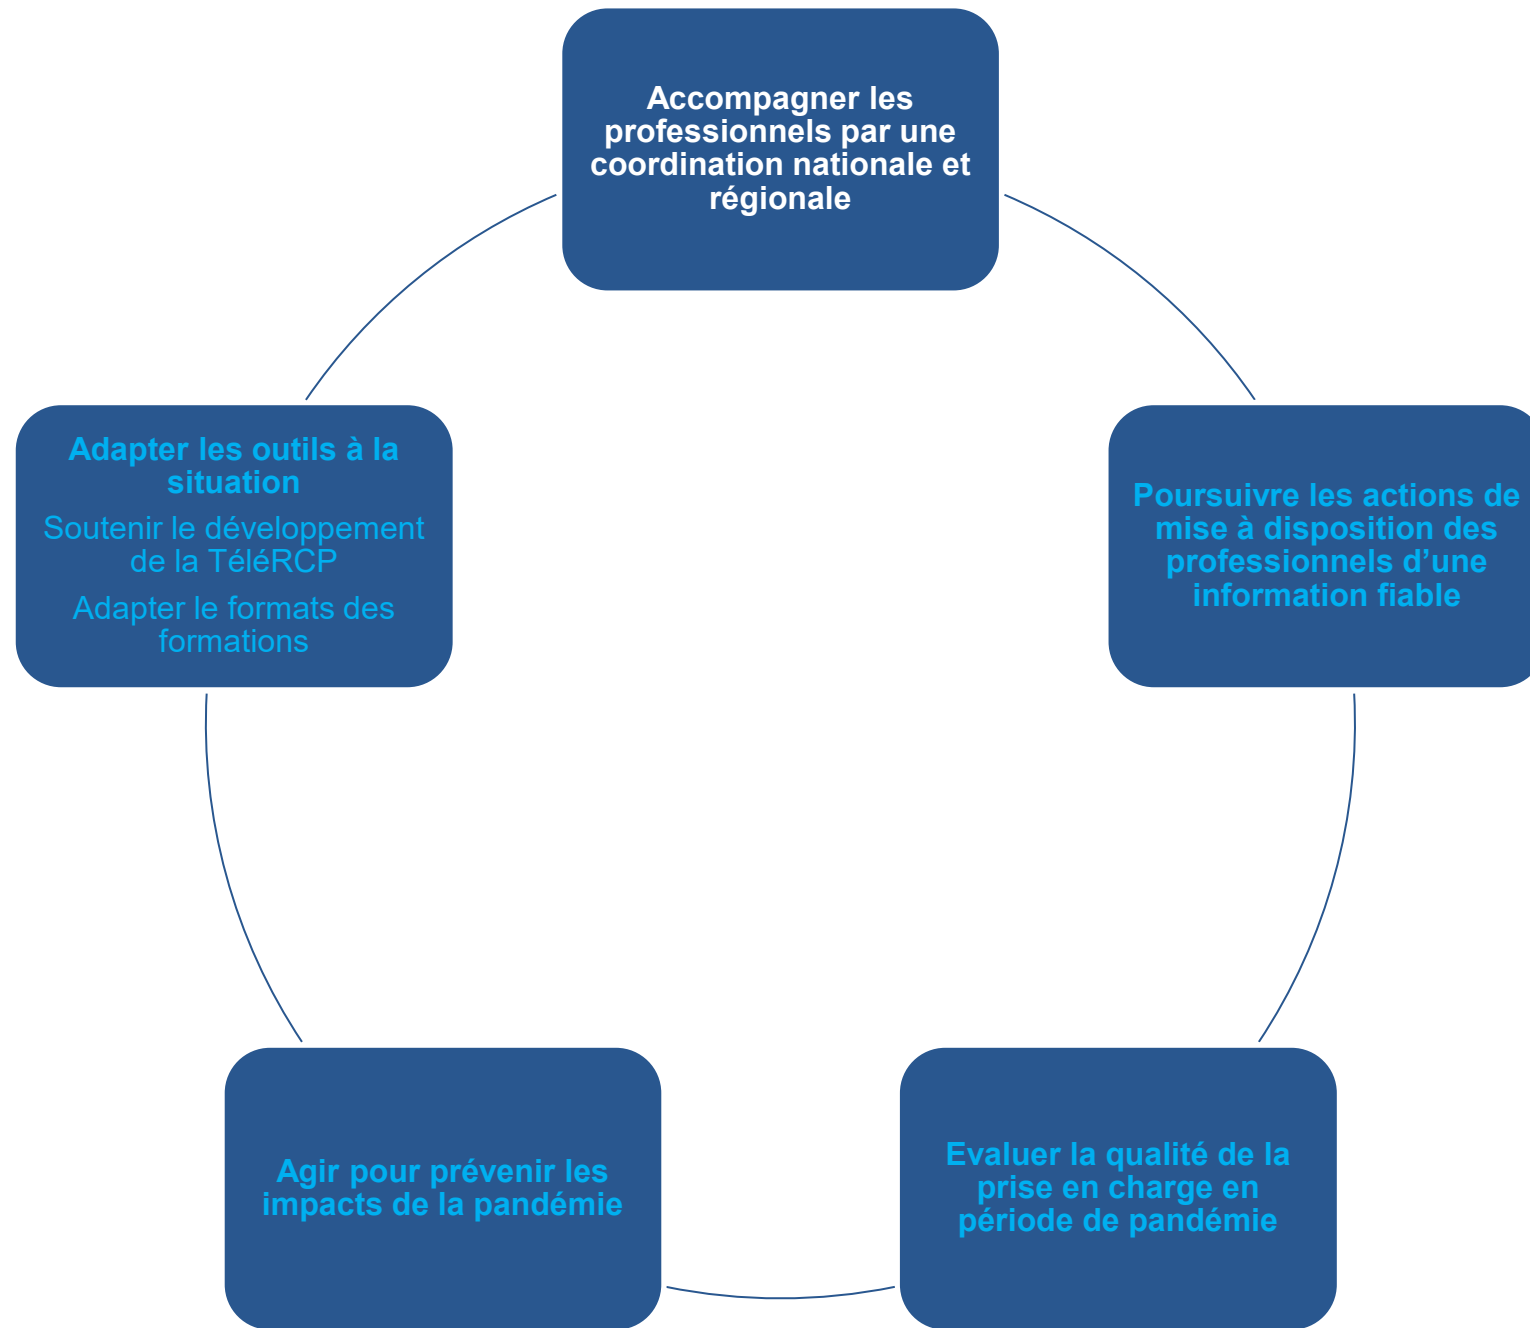 Accompagner les
professionnels par une
coordination nationale et
régionale
Poursuivre les actions de
mise à disposition des
professionnels d’une
information fiable
Evaluer la qualité de la
prise en charge en
période de pandémie
Agir pour prévenir les
impacts de la pandémie
Adapter les outils à la
situation
Soutenir le développement
de la TéléRCP
Adapter le formats des
formations